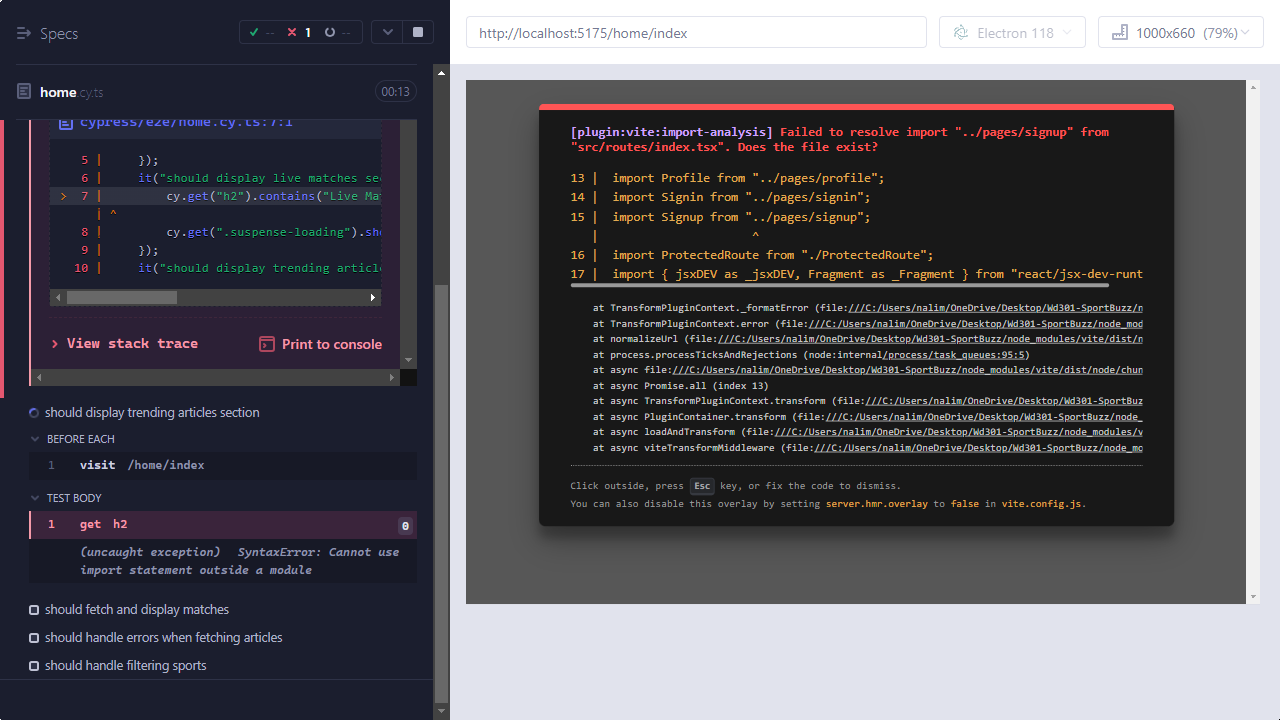 Specs
-- 1 --
home.cy.ts
00:13
cypress/e2e/home.cy.ts:7:1
5 | });
6 | it("should display live matches se
> 7 | cy.get("h2").contains("Live Ma
| ^
8 | cy.get(".suspense-loading").sho
9 | });
10 | it("should display trending article
View stack trace
Print to console
should display trending articles section
BEFORE EACH
1 visit /home/index
TEST BODY
1 get h2 0
(uncaught exception) SyntaxError: Cannot use
import statement outside a module
should fetch and display matches
should handle errors when fetching articles
should handle filtering sports
http://localhost:5175/home/index
Electron 118
1000x660 (79%)
[plugin:vite:import-analysis] Failed to resolve import "../pages/signup" from
"src/routes/index.tsx". Does the file exist?
13 | import Profile from "../pages/profile";
14 | import Signin from "../pages/signin";
15 | import Signup from "../pages/signup";
| ^
16 | import ProtectedRoute from "./ProtectedRoute";
17 | import { jsxDEV as _jsxDEV, Fragment as _Fragment } from "react/jsx-dev-runt
at TransformPluginContext._formatError (file:///C:/Users/nalim/OneDrive/Desktop/Wd301-SportBuzz/n
at TransformPluginContext.error (file:///C:/Users/nalim/OneDrive/Desktop/Wd301-SportBuzz/node_mod
at normalizeUrl (file:///C:/Users/nalim/OneDrive/Desktop/Wd301-SportBuzz/node_modules/vite/dist/n
at process.processTicksAndRejections (node:internal/process/task_queues:95:5)
at async file:///C:/Users/nalim/OneDrive/Desktop/Wd301-SportBuzz/node_modules/vite/dist/node/chun
at async Promise.all (index 13)
at async TransformPluginContext.transform (file:///C:/Users/nalim/OneDrive/Desktop/Wd301-SportBuz
at async PluginContainer.transform (file:///C:/Users/nalim/OneDrive/Desktop/Wd301-SportBuzz/node_
at async loadAndTransform (file:///C:/Users/nalim/OneDrive/Desktop/Wd301-SportBuzz/node_modules/v
at async viteTransformMiddleware (file:///C:/Users/nalim/OneDrive/Desktop/Wd301-SportBuzz/node_mo
Click outside, press Esc key, or fix the code to dismiss.
You can also disable this overlay by setting server.hmr.overlay to false in vite.config.js.